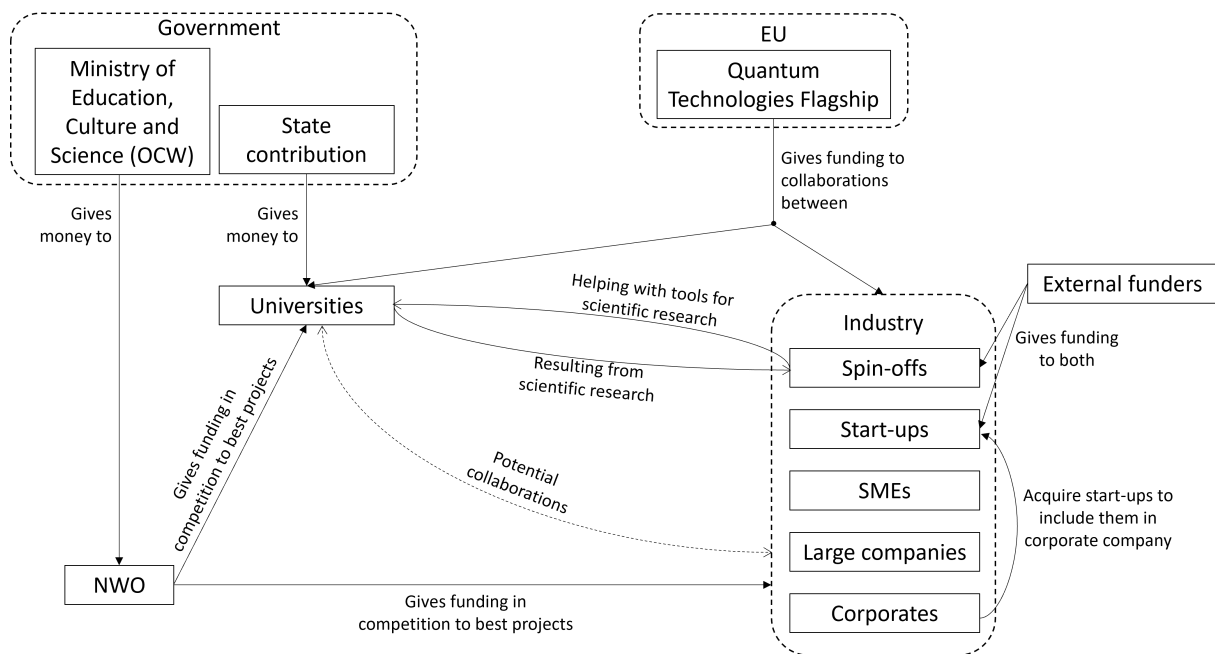 Government
Ministry of
Education,
Culture and
Science (OCW)
State
contribution
EU
Quantum
Technologies Flagship
Gives
money to
Gives
money to
Gives funding to
collaborations
between
Universities
Helping with tools for
scientific research
External funders
Industry
Spin-offs
Gives funding
to both
Resulting from
scientific research
Start-ups
Gives funding in
competition to best projects
Potential
collaborations
SMEs
Acquire start-ups to
include them in
corporate company
Large companies
NWO
Gives funding in
competition to best projects
Corporates